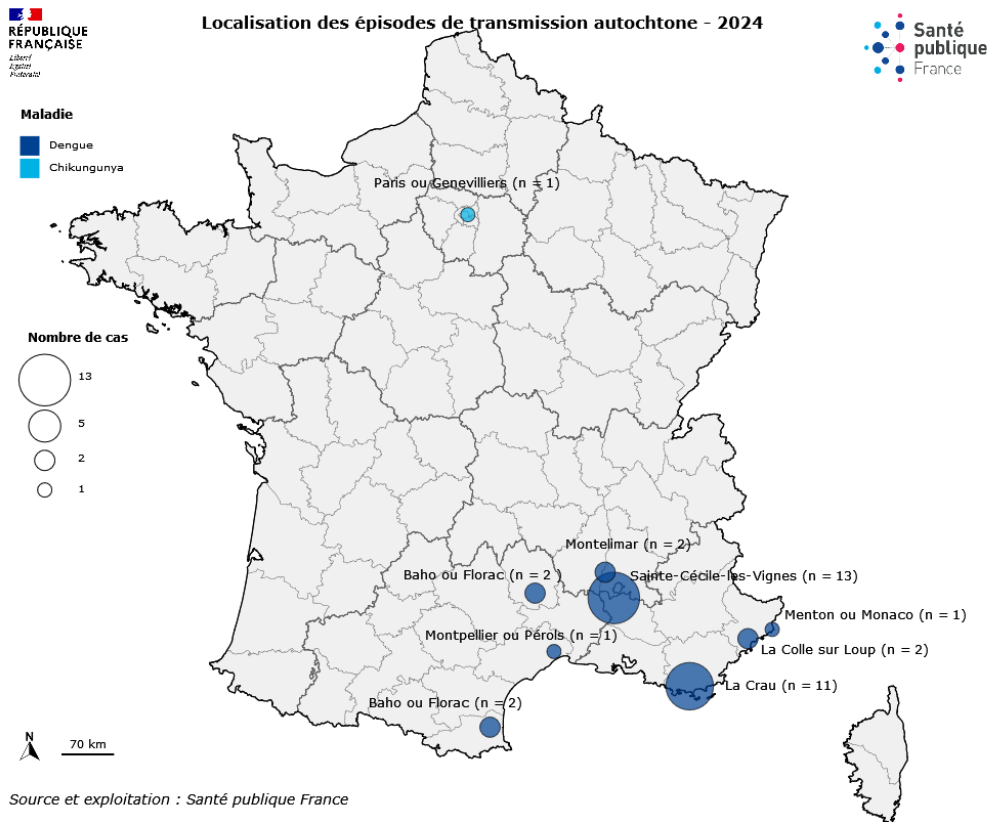 Localisation des épisodes de transmission autochtone - 2024
RÉPUBLIQUE
FRANÇAISE
Liberté
Égalité
Fraternité
Santé
publique
France
Maladie
Dengue
Chikungunya
Paris ou Genevilliers (n = 1)
Nombre de cas
13
5
2
1
Montelimar (n = 2)
Baho ou Florac (n = 2 )
Sainte-Cécile-les-Vignes (n = 13)
Menton ou Monaco (n = 1)
Montpellier ou Pérols (n = 1)
La Colle sur Loup (n = 2)
La Crau (n = 11)
Baho ou Florac (n = 2)
N
70 km
Source et exploitation : Santé publique France